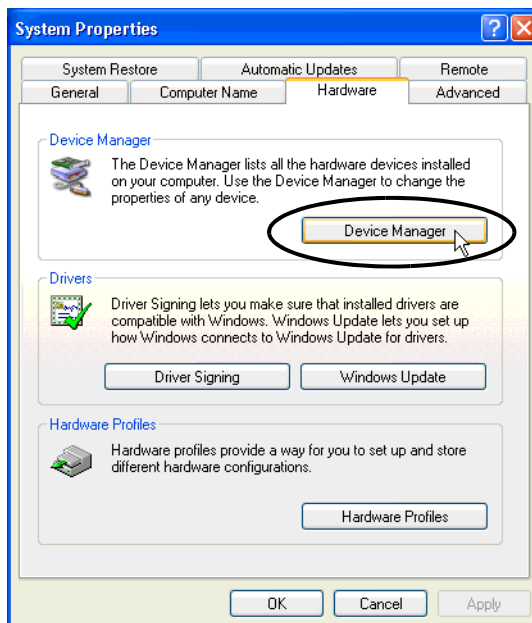 System Properties
System Restore Automatic Updates Remote
General Computer Name Hardware Advanced
Device Manager
The Device Manager lists all the hardware devices installed
on your computer. Use the Device Manager to change the
properties of any device.
Device Manager
Drivers
Driver Signing lets you make sure that installed drivers are
compatible with Windows. Windows Update lets you set up
how Windows connects to Windows Update for drivers.
Driver Signing Windows Update
Hardware Profiles
Hardware profiles provide a way for you to set up and store
different hardware configurations.
Hardware Profiles
OK Cancel Apply